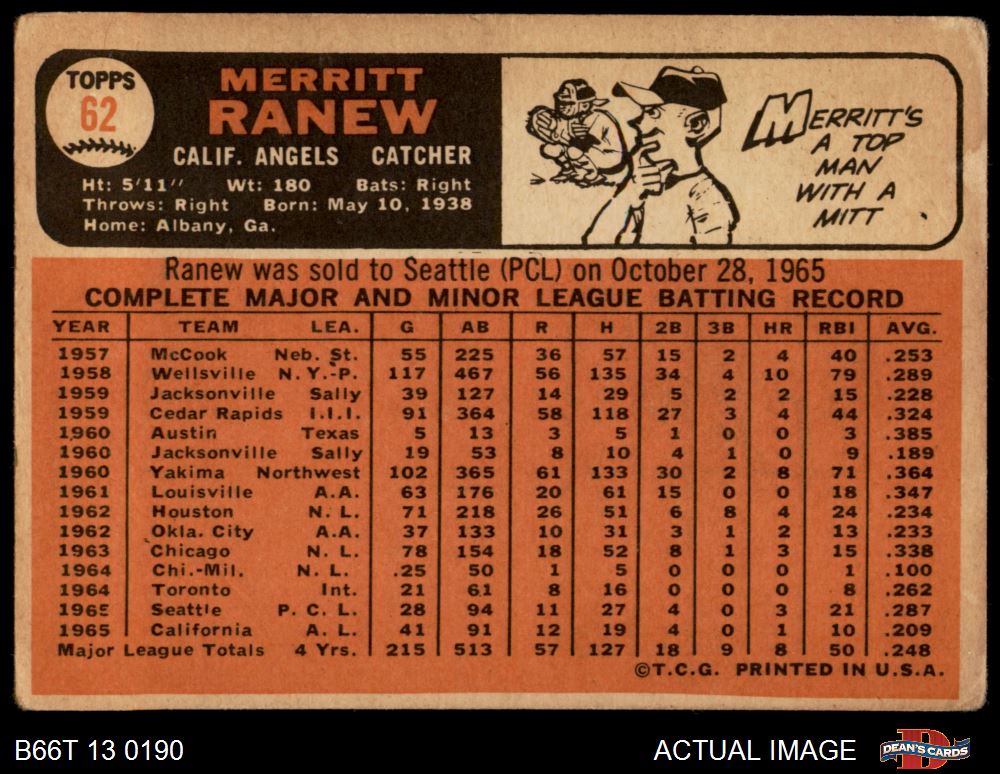 TOPPS
62
MERRITT
RANEW
CALIF. ANGELS CATCHER
Ht: 5'11" Wt: 180 Bats: Right
Throws: Right Born: May 10, 1938
Home: Albany, Ga.
MERRITT'S
A TOP
MAN
WITH A
MITT
Ranew was sold to Seattle (PCL) on October 28, 1965
COMPLETE MAJOR AND MINOR LEAGUE BATTING RECORD
YEAR TEAM LEA. G AB R H 2B 3B HR RBI AVG.
1957 McCook Neb. St. 55 225 36 57 15 2 4 40 .253
1958 Wellsville N.Y.-P. 117 467 56 135 34 4 10 79 .289
1959 Jacksonville Sally 39 127 14 29 5 2 2 15 .228
1959 Cedar Rapids I.I.I. 91 364 58 118 27 3 4 44 .324
1960 Austin Texas 5 13 3 5 1 0 0 3 .385
1960 Jacksonville Sally 19 53 8 10 4 1 0 9 .189
1960 Yakima Northwest 102 365 61 133 30 2 8 71 .364
1961 Louisville A.A. 63 176 20 61 15 0 0 18 .347
1962 Houston N.L. 71 218 26 51 6 8 4 24 .234
1962 Okla. City A.A. 37 133 10 31 3 1 2 13 .233
1963 Chicago N.L. 78 154 18 52 8 1 3 15 .338
1964 Chi.-Mil. N.L. .25 50 1 5 0 0 0 1 .100
1964 Toronto Int. 21 61 8 16 0 0 0 8 .262
1965 Seattle P.C.L. 28 94 11 27 4 0 3 21 .287
1965 California A.L. 41 91 12 19 4 0 1 10 .209
Major League Totals 4 Yrs. 215 513 57 127 18 9 8 50 .248
©T.C.G. PRINTED IN U.S.A.
B66T 13 0190 ACTUAL IMAGE DEAN'S CARDS